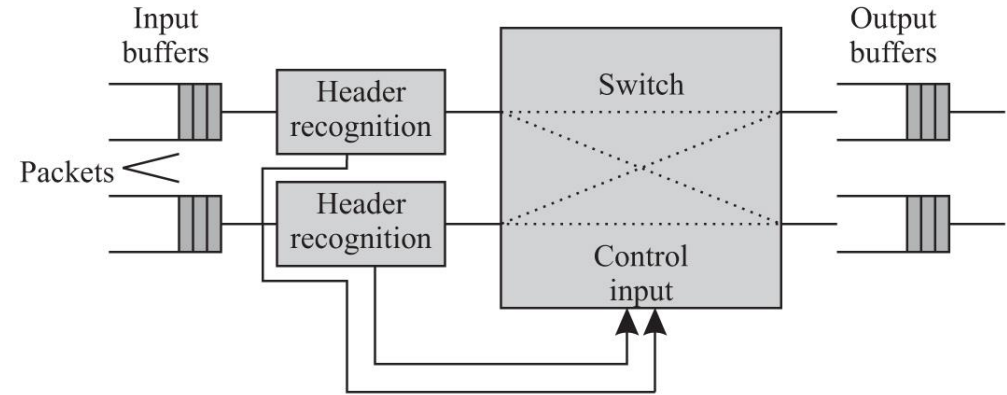 Input
buffers
Output
buffers
Header
recognition
Switch
Packets
Header
recognition
Control
input